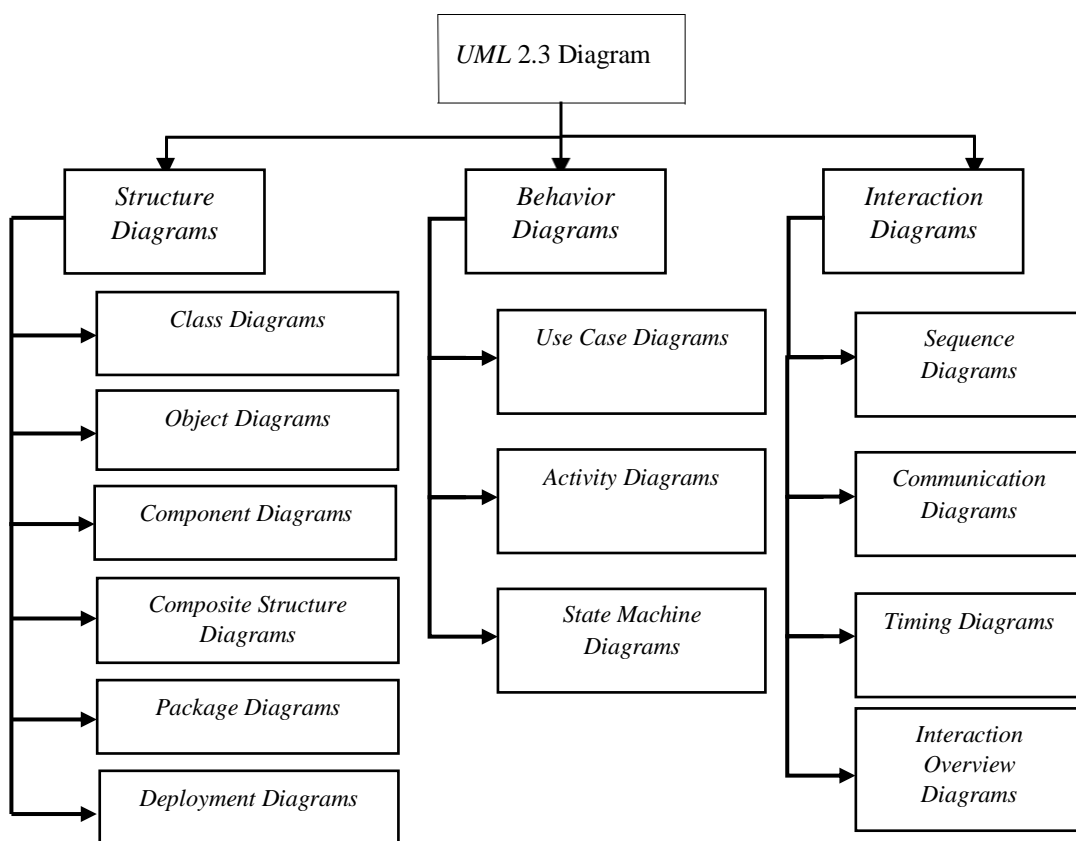 UML 2.3 Diagram
Structure
Diagrams
Behavior
Diagrams
Interaction
Diagrams
Class Diagrams
Object Diagrams
Component Diagrams
Composite Structure
Diagrams
Package Diagrams
Deployment Diagrams
Use Case Diagrams
Activity Diagrams
State Machine
Diagrams
Sequence
Diagrams
Communication
Diagrams
Timing Diagrams
Interaction
Overview
Diagrams